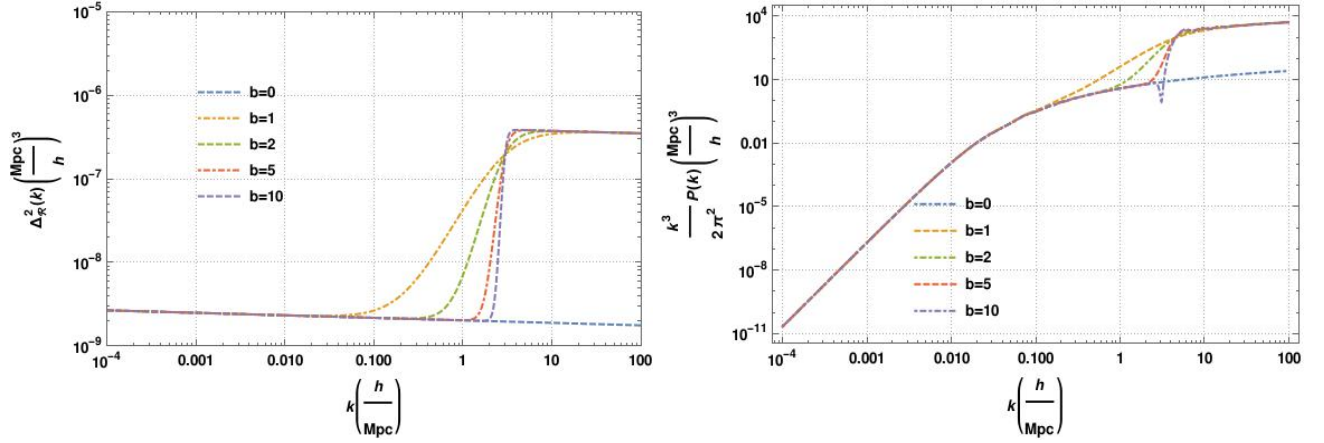 10⁻⁵
10⁻⁶
10⁻⁷
10⁻⁸
10⁻⁹
Δ²_ℛ(k) (Mpc/h)³
b=0
b=1
b=2
b=5
b=10
10⁻⁴ 0.001 0.010 0.100 1 10 100
k (h/Mpc)
10⁴
10
0.01
10⁻⁵
10⁻⁸
10⁻¹¹
k³/2π² P(k) (Mpc/h)³
b=0
b=1
b=2
b=5
b=10
10⁻⁴ 0.001 0.010 0.100 1 10 100
k (h/Mpc)